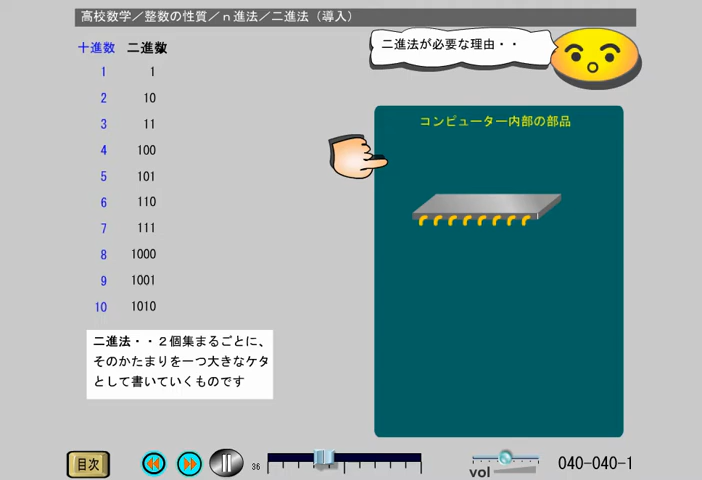 高校数学／整数の性質／ｎ進法／二進法（導入）
二進法が必要な理由・・
十進数 二進数
1 1
2 10
3 11
4 100
5 101
6 110
7 111
8 1000
9 1001
10 1010
コンピューター内部の部品
二進法・・２個集まるごとに、
そのかたまりを一つ大きなケタ
として書いていくものです
目次
36
vol
040-040-1